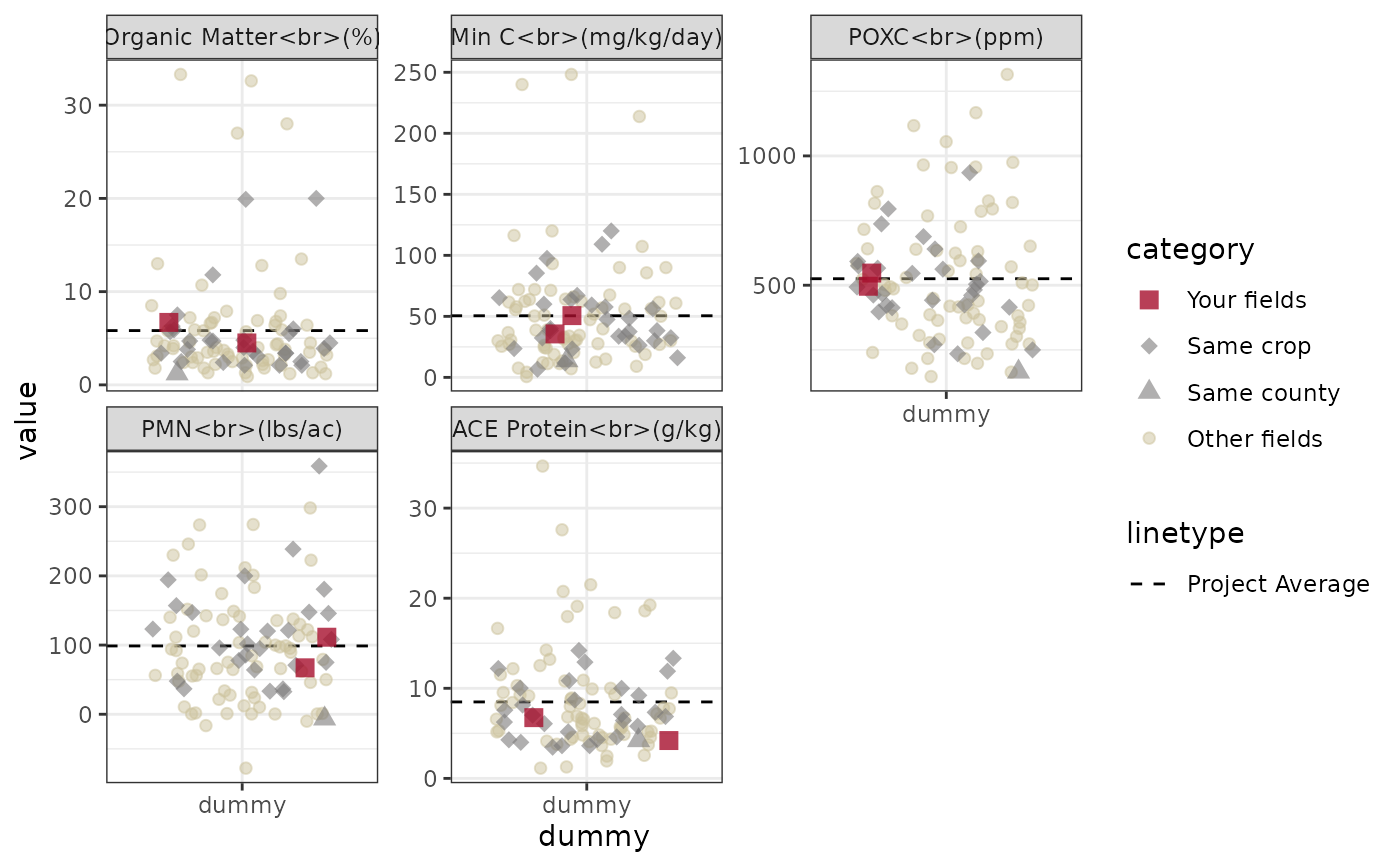 Organic Matter<br>(%)
Min C<br>(mg/kg/day)
POXC<br>(ppm)
30
20
10
0
250
200
150
100
50
0
1000
500
dummy
value
PMN<br>(lbs/ac)
ACE Protein<br>(g/kg)
300
200
100
0
30
20
10
0
dummy
dummy
dummy
category
Your fields
Same crop
Same county
Other fields
linetype
Project Average